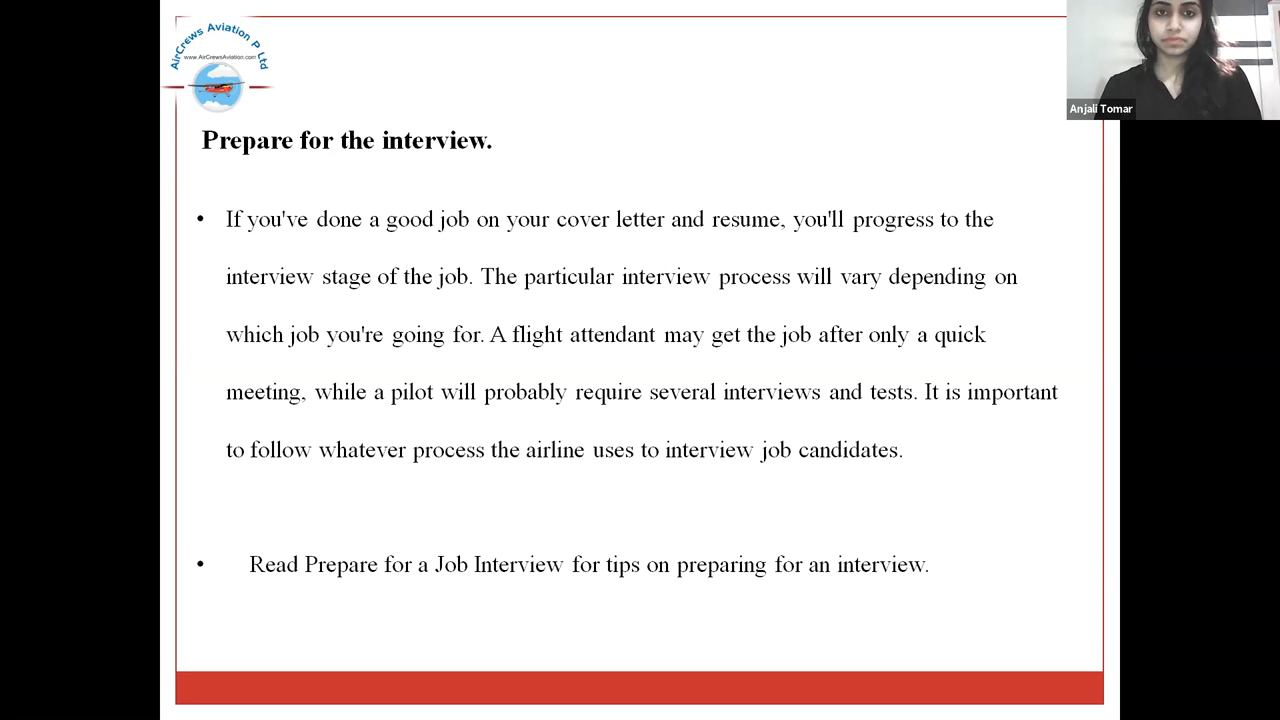 AirCrews Aviation P Ltd
www.AirCrewsAviation.com
Anjali Tomar
Prepare for the interview.
• If you've done a good job on your cover letter and resume, you'll progress to the
interview stage of the job. The particular interview process will vary depending on
which job you're going for. A flight attendant may get the job after only a quick
meeting, while a pilot will probably require several interviews and tests. It is important
to follow whatever process the airline uses to interview job candidates.
• Read Prepare for a Job Interview for tips on preparing for an interview.